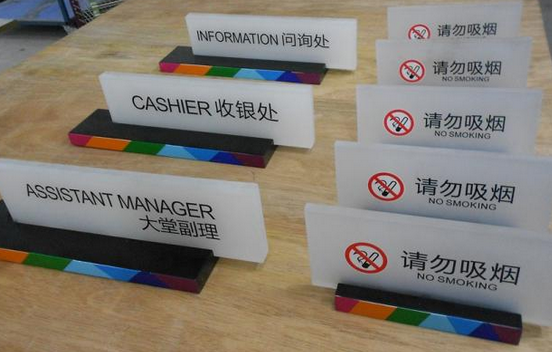 INFORMATION 问询处
CASHIER 收银处
ASSISTANT MANAGER
大堂副理
请勿吸烟
请勿吸烟
NO SMOKING
请勿吸烟
NO SMOKING
请勿吸烟
NO SMOKING
请勿吸烟
NO SMOKING